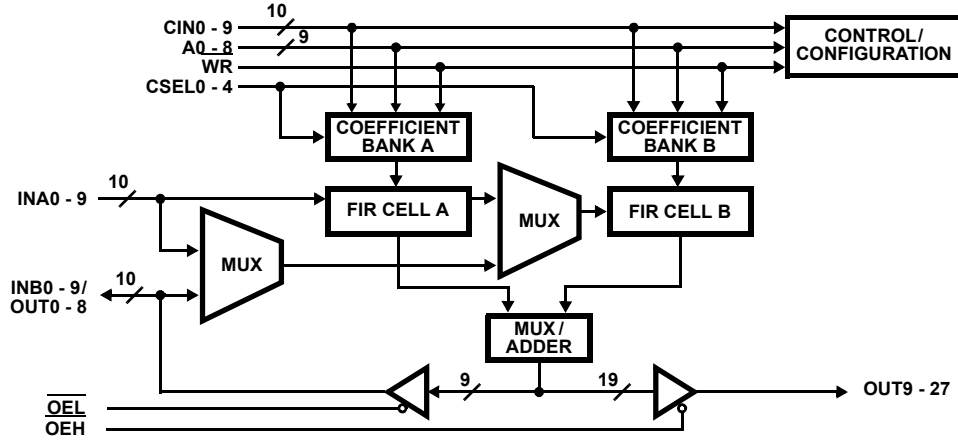 10
CIN0 - 9
9
A0 - 8
WR
CSEL0 - 4
CONTROL/
CONFIGURATION
COEFFICIENT
BANK A
COEFFICIENT
BANK B
10
INA0 - 9
FIR CELL A
MUX
FIR CELL B
MUX
10
INB0 - 9/
OUT0 - 8
MUX /
ADDER
9
19
OUT9 - 27
OEL
OEH